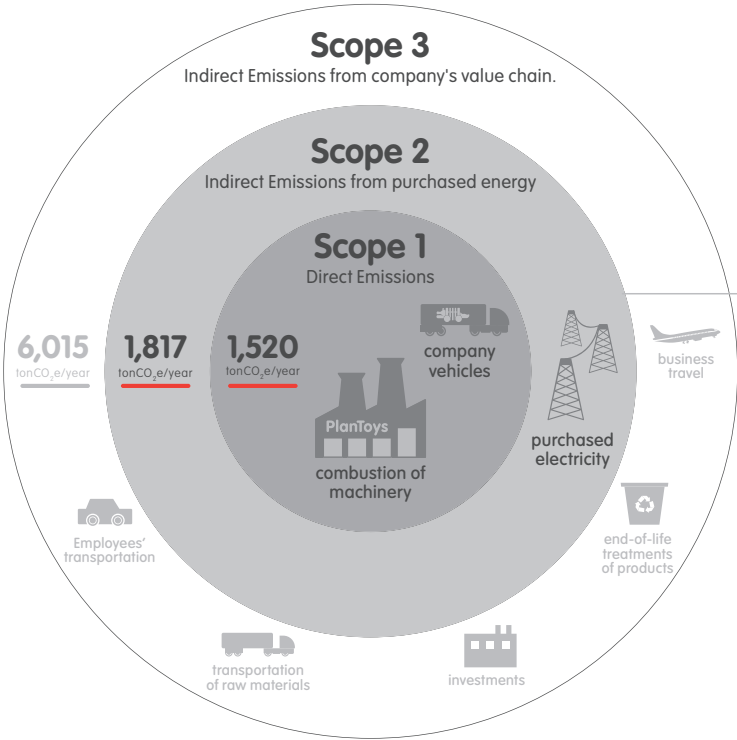 Scope 3
Indirect Emissions from company's value chain.
Scope 2
Indirect Emissions from purchased energy
Scope 1
Direct Emissions
6,015
tonCO₂e/year
1,817
tonCO₂e/year
1,520
tonCO₂e/year
company
vehicles
business
travel
PlanToys
purchased
electricity
combustion of
machinery
Employees’
transportation
end-of-life
treatments
of products
transportation
of raw materials
investments